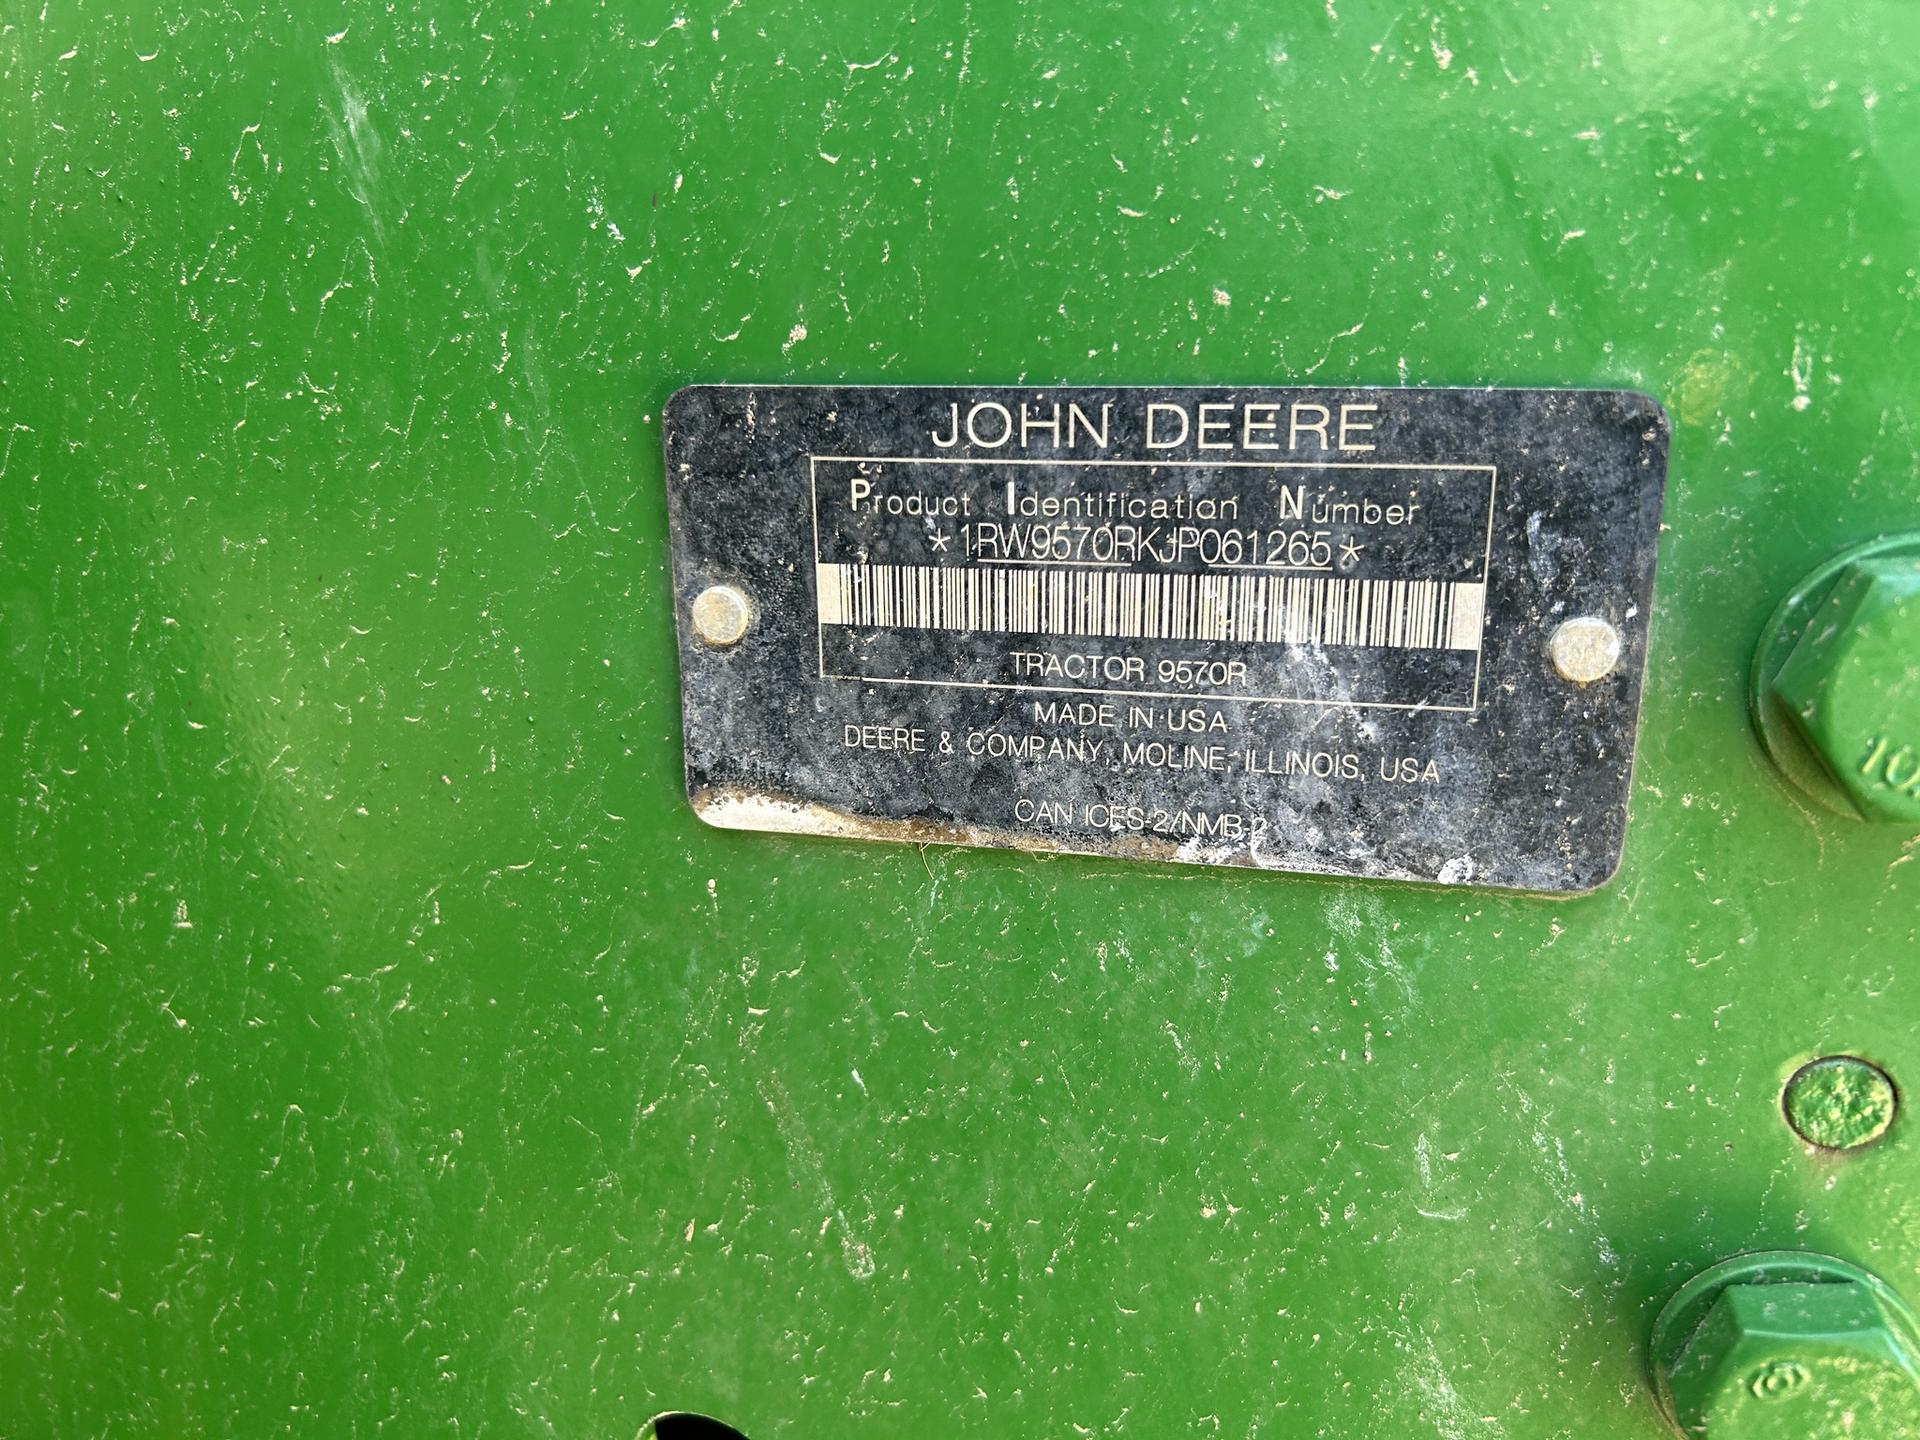 JOHN DEERE
Product Identification Number
*1RW9570RKJP061265*
TRACTOR 9570R
MADE IN USA
DEERE & COMPANY, MOLINE, ILLINOIS, USA
CAN ICES-2/NMB-2